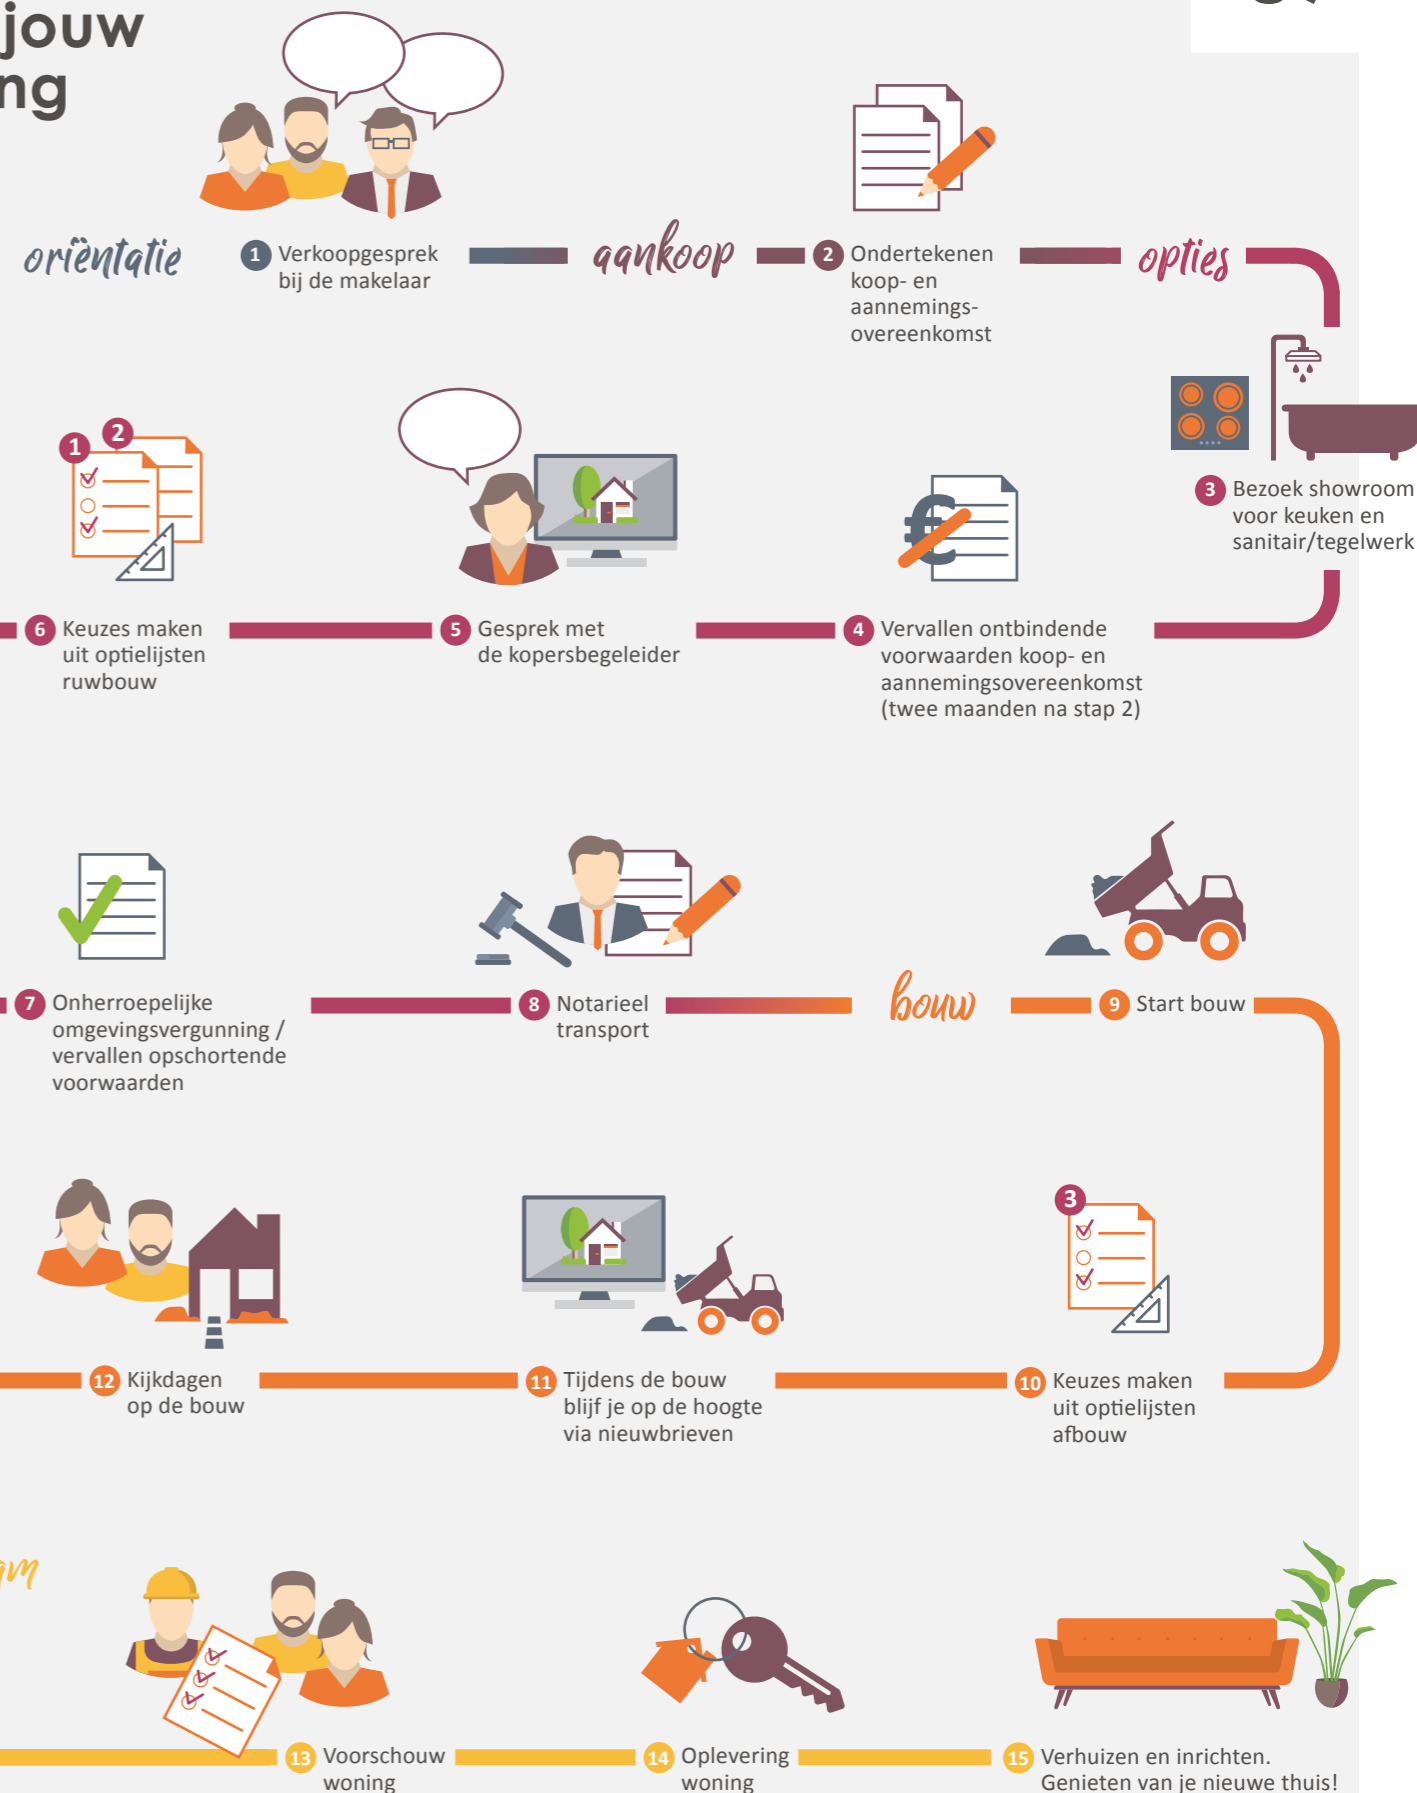 jouw
ng
oriëntatie
1 Verkoopgesprek
bij de makelaar
aankoop
2 Ondertekenen
koop- en
aannemings-
overeenkomst
opties
3 Bezoek showroom
voor keuken en
sanitair/tegelwerk
4 Vervallen ontbindende
voorwaarden koop- en
aannemingsovereenkomst
(twee maanden na stap 2)
5 Gesprek met
de kopersbegeleider
1
2
6 Keuzes maken
uit optielijsten
ruwbouw
7 Onherroepelijke
omgevingsvergunning /
vervallen opschortende
voorwaarden
8 Notarieel
transport
bouw
9 Start bouw
3
10 Keuzes maken
uit optielijsten
afbouw
11 Tijdens de bouw
blijf je op de hoogte
via nieuwbrieven
12 Kijkdagen
op de bouw
13 Voorschouw
woning
14 Oplevering
woning
15 Verhuizen en inrichten.
Genieten van je nieuwe thuis!